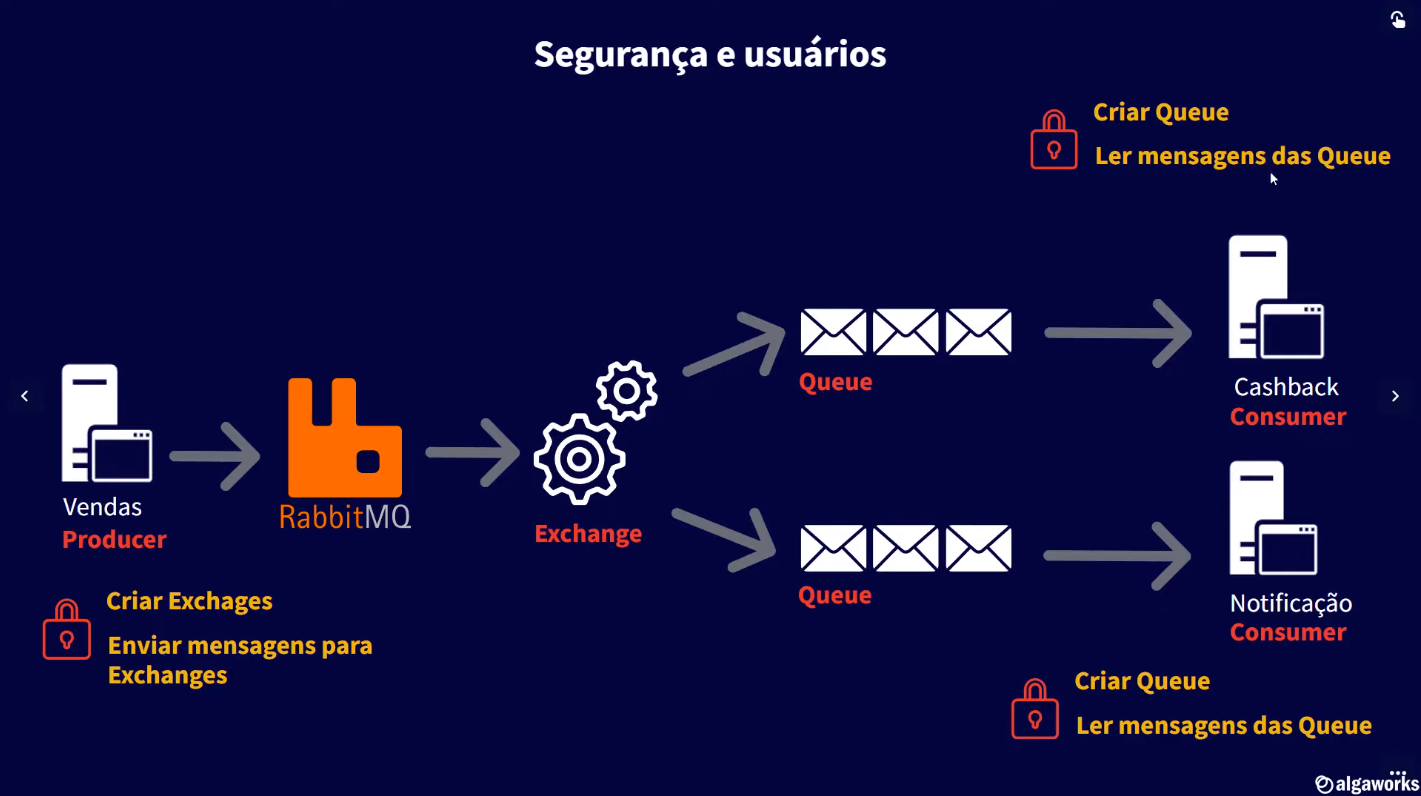 Segurança e usuários
Criar Queue
Ler mensagens das Queue
Queue
Cashback
Consumer
Vendas
Producer
RabbitMQ
Exchange
Queue
Notificação
Consumer
Criar Exchages
Enviar mensagens para
Exchanges
Criar Queue
Ler mensagens das Queue
algaworks